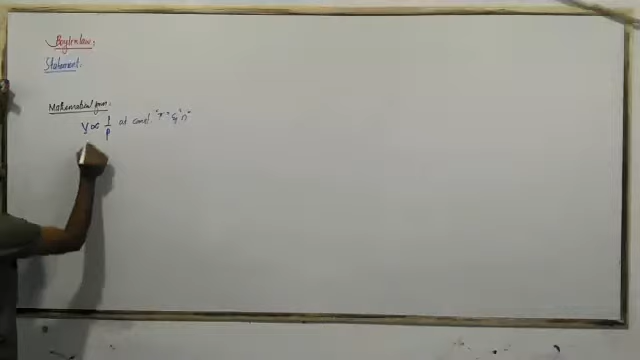 Boyle's law:
Statement:
Mathematical form:
V ∝ 1/P at const. "T" & "n"